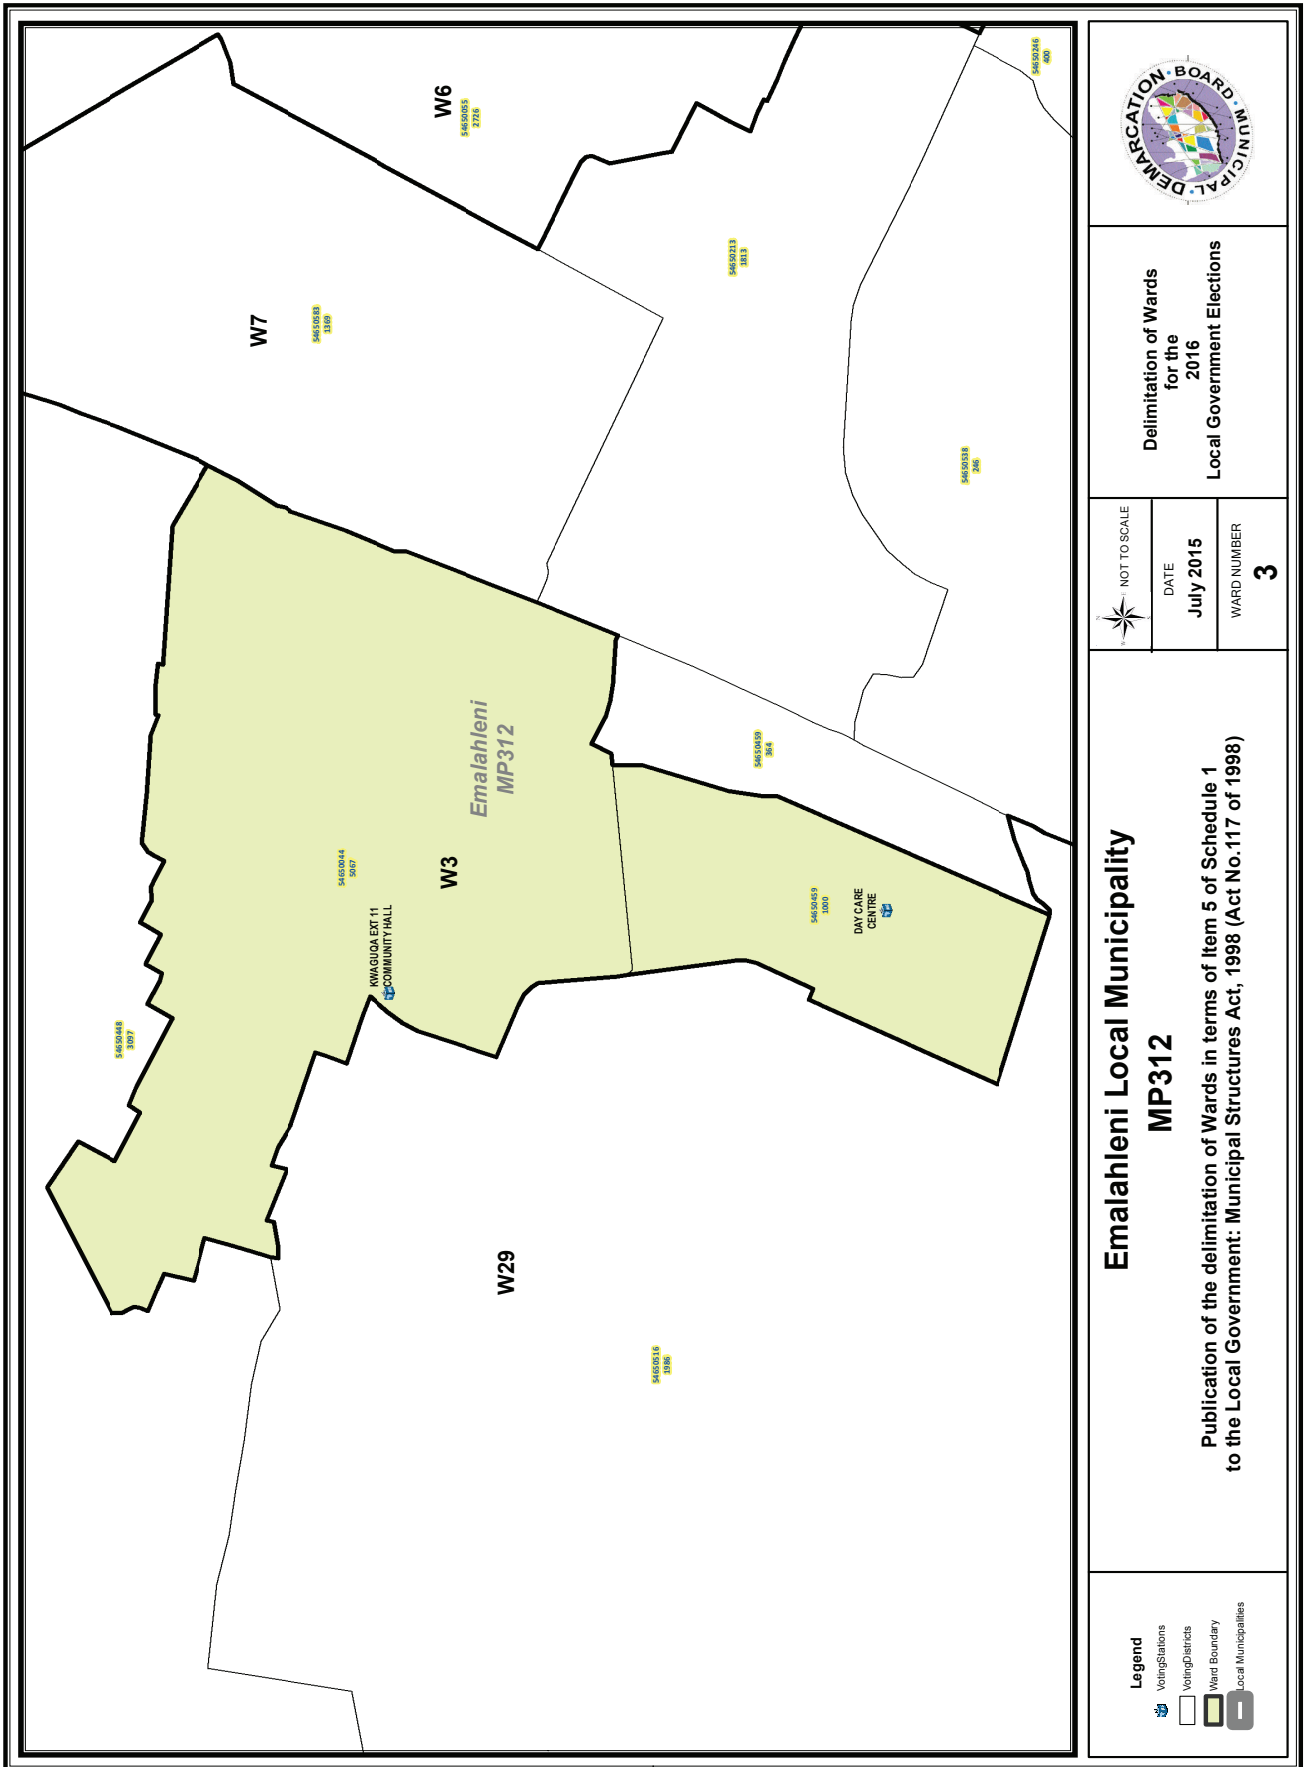 W6
54650055
2726
54650246
400
W7
54650583
1369
54650213
1813
54650538
246
Emalahleni
MP312
54650459
364
54650044
5067
W3
KWAGUQA EXT 11
COMMUNITY HALL
54650459
1000
DAY CARE
CENTRE
54650448
3097
W29
54650516
1986
Legend
VotingStations
VotingDistricts
Ward Boundary
Local Municipalities
Emalahleni Local Municipality
MP312
Publication of the delimitation of Wards in terms of Item 5 of Schedule 1
to the Local Government: Municipal Structures Act, 1998 (Act No.117 of 1998)
N
W
E
S
NOT TO SCALE
DATE
July 2015
WARD NUMBER
3
Delimitation of Wards
for the
2016
Local Government Elections
MUNICIPAL · DEMARCATION · BOARD ·